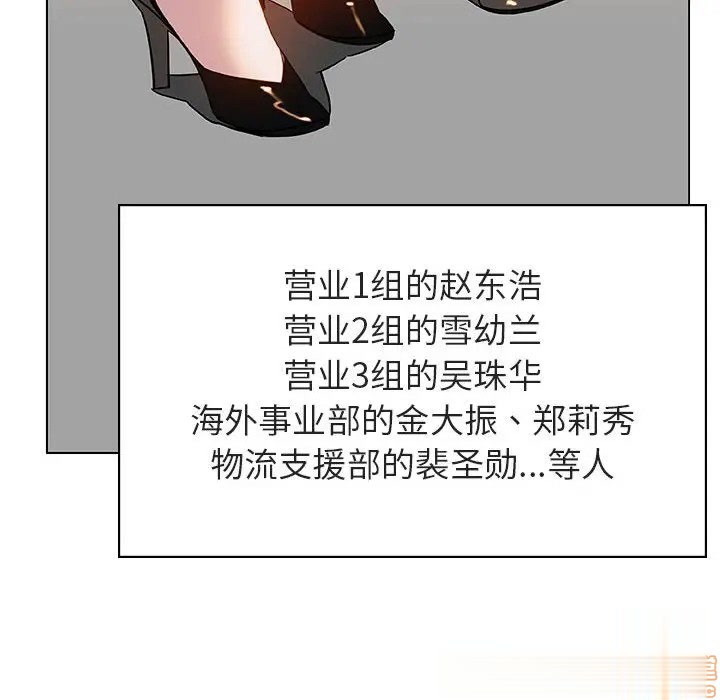 营业1组的赵东浩
营业2组的雪幼兰
营业3组的吴珠华
海外事业部的金大振、郑莉秀
物流支援部的裴圣勋...等人